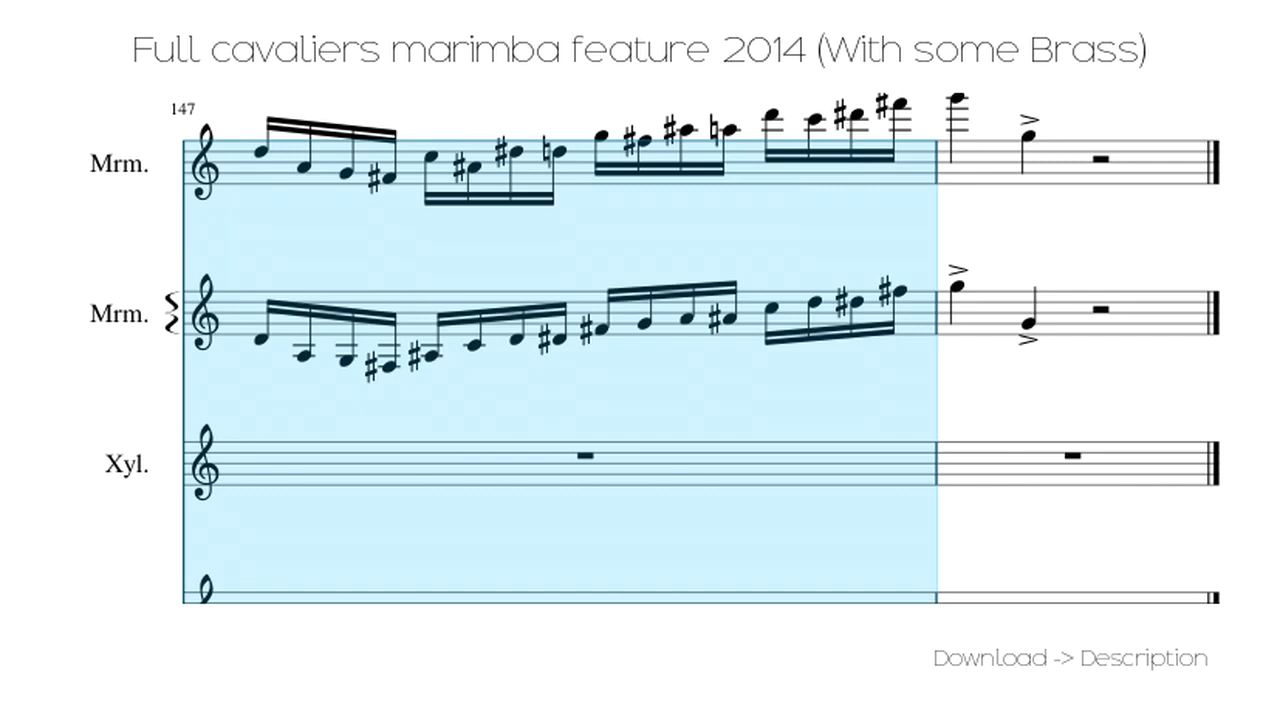 Full cavaliers marimba feature 2014 (With some Brass)
147
Mrm.
Mrm.
Xyl.
Download -> Description